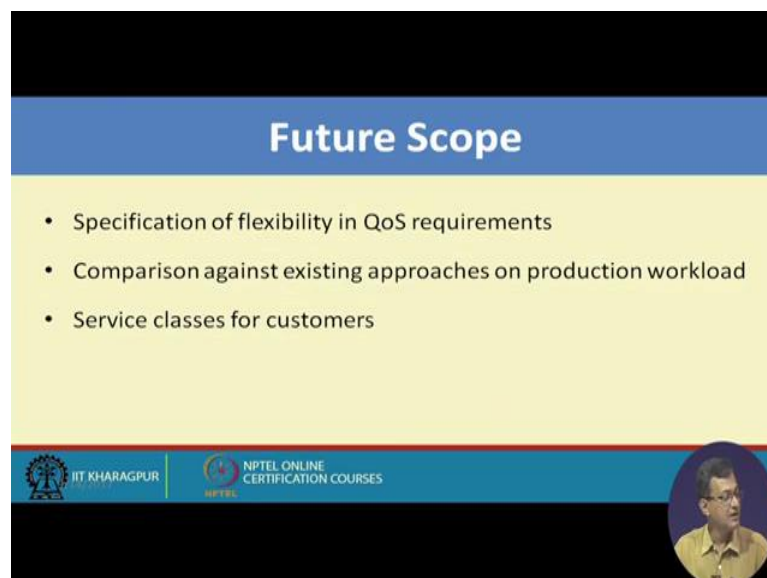 Future Scope
• Specification of flexibility in QoS requirements
• Comparison against existing approaches on production workload
• Service classes for customers
IIT KHARAGPUR
NPTEL
NPTEL ONLINE
CERTIFICATION COURSES